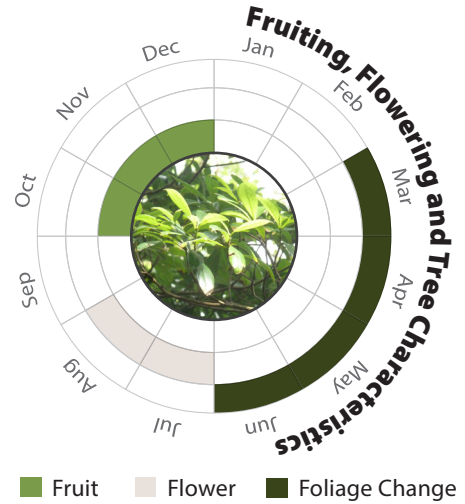 Fruiting, Flowering and Tree Characteristics
Jan
Feb
Mar
Apr
May
Jun
Jul
Aug
Sep
Oct
Nov
Dec
Fruit
Flower
Foliage Change